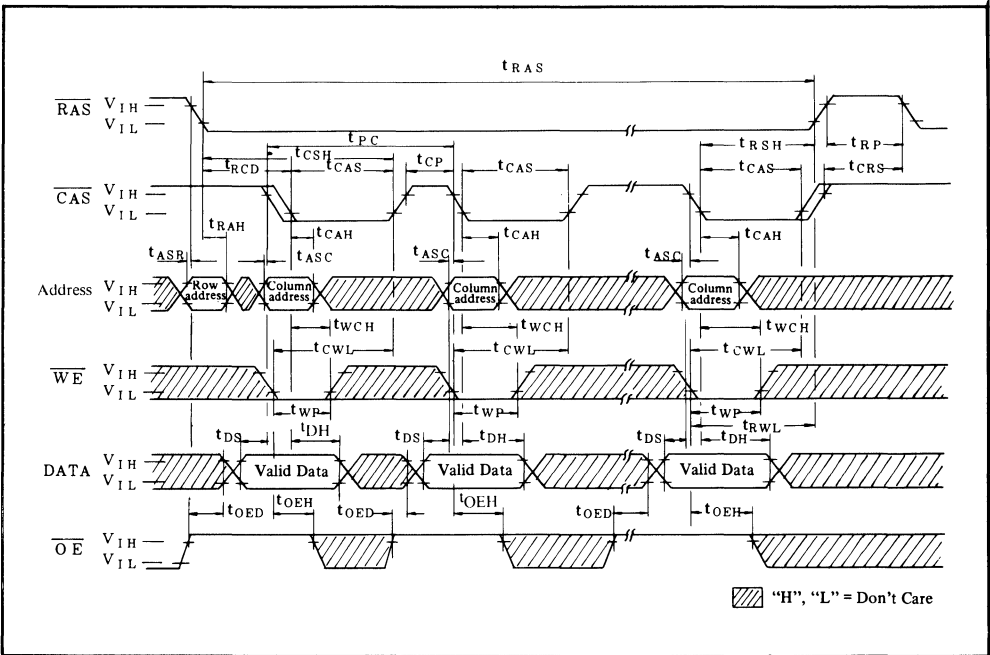 tRAS
RAS VIH
VIL
tPC
tCSH tRSH tRP
tRCD tCAS tCP tCAS tCAS tCRS
CAS VIH
VIL
tRAH tCAH tCAH tCAH
tASR tASC tASC tASC
Address VIH
VIL
Row address Column address Column address Column address
tWCH tWCH tWCH
tCWL tCWL tCWL
WE VIH
VIL
tWP tWP tWP
tRWL
tDS tDH tDS tDH tDS tDH
DATA VIH
VIL
Valid Data Valid Data Valid Data
tOED tOEH tOED tOEH tOED tOEH
OE VIH
VIL
"H", "L" = Don't Care